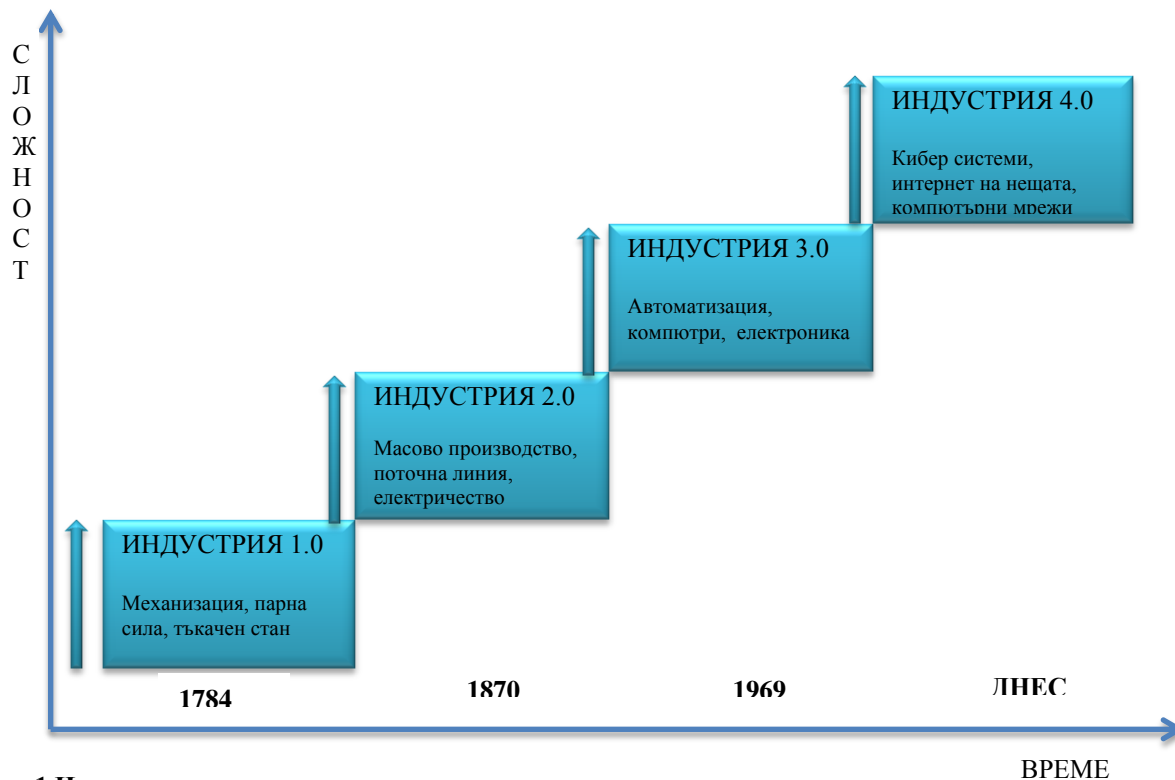 СЛОЖНОСТ
ИНДУСТРИЯ 4.0
Кибер системи,
интернет на нещата,
компютърни мрежи
ИНДУСТРИЯ 3.0
Автоматизация,
компютри, електроника
ИНДУСТРИЯ 2.0
Масово производство,
поточна линия,
електричество
ИНДУСТРИЯ 1.0
Механизация, парна
сила, тъкачен стан
1784 1870 1969 ДНЕС
ВРЕМЕ